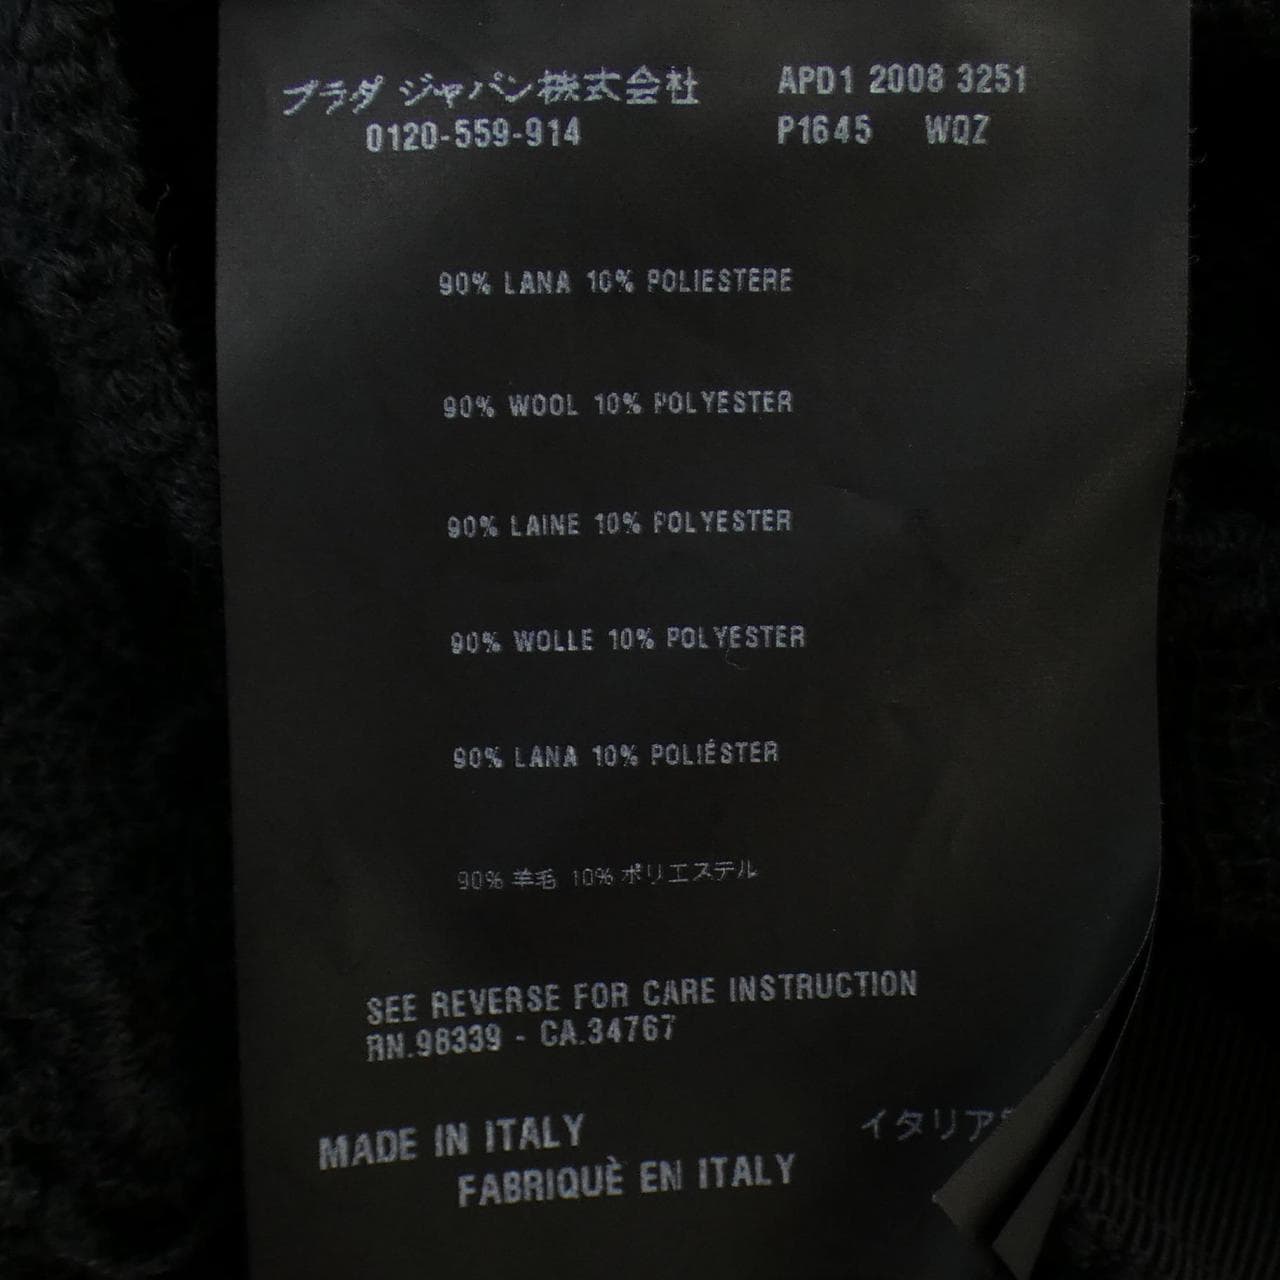 プラダ ジャパン株式会社
0120-559-914
APD1 2008 3251
P1645 WQZ
90% LANA 10% POLIESTERE
90% WOOL 10% POLYESTER
90% LAINE 10% POLYESTER
90% WOLLE 10% POLYESTER
90% LANA 10% POLIÉSTER
90% 羊毛 10% ポリエステル
SEE REVERSE FOR CARE INSTRUCTION
RN.98339 - CA.34767
MADE IN ITALY
イタリア
FABRIQUÈ EN ITALY